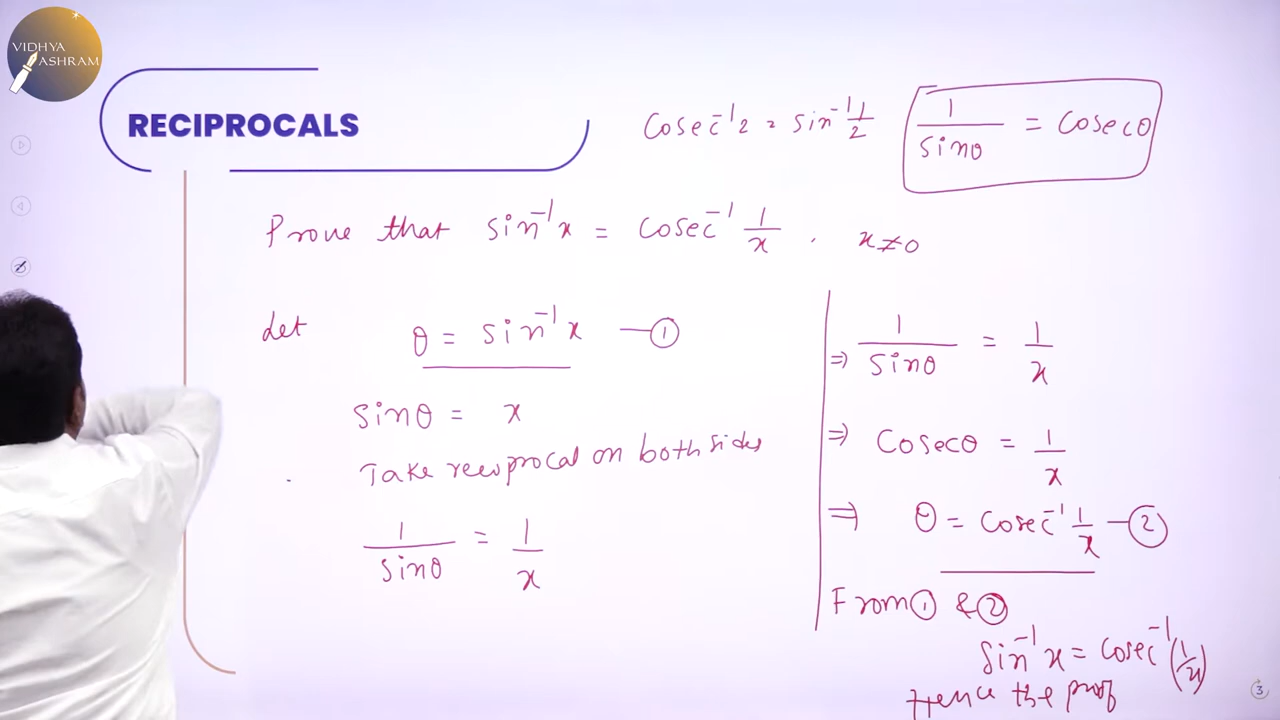 VIDHYA
ASHRAM
RECIPROCALS
Cosec⁻¹2 = sin⁻¹ 1/2
1/sinθ = cosecθ
Prove that sin⁻¹x = cosec⁻¹ 1/x . x≠0
Let θ = sin⁻¹x —①
sinθ = x
Take reciprocal on both sides
1/sinθ = 1/x
⇒ 1/sinθ = 1/x
⇒ Cosecθ = 1/x
⇒ θ = Cosec⁻¹ 1/x —②
From ① & ②
sin⁻¹x = cosec⁻¹(1/x)
Hence the proof
3